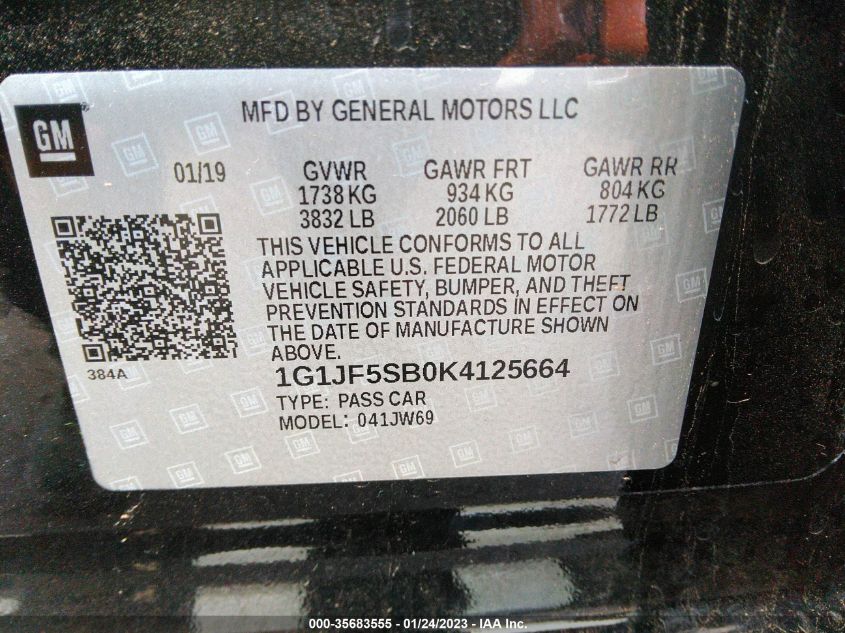 MFD BY GENERAL MOTORS LLC
GM
01/19 GVWR GAWR FRT GAWR RR
1738 KG 934 KG 804 KG
3832 LB 2060 LB 1772 LB
THIS VEHICLE CONFORMS TO ALL
APPLICABLE U.S. FEDERAL MOTOR
VEHICLE SAFETY, BUMPER, AND THEFT
PREVENTION STANDARDS IN EFFECT ON
THE DATE OF MANUFACTURE SHOWN
ABOVE.
384A
1G1JF5SB0K4125664
TYPE: PASS CAR
MODEL: 041JW69
000-35683555 - 01/24/2023 - IAA Inc.